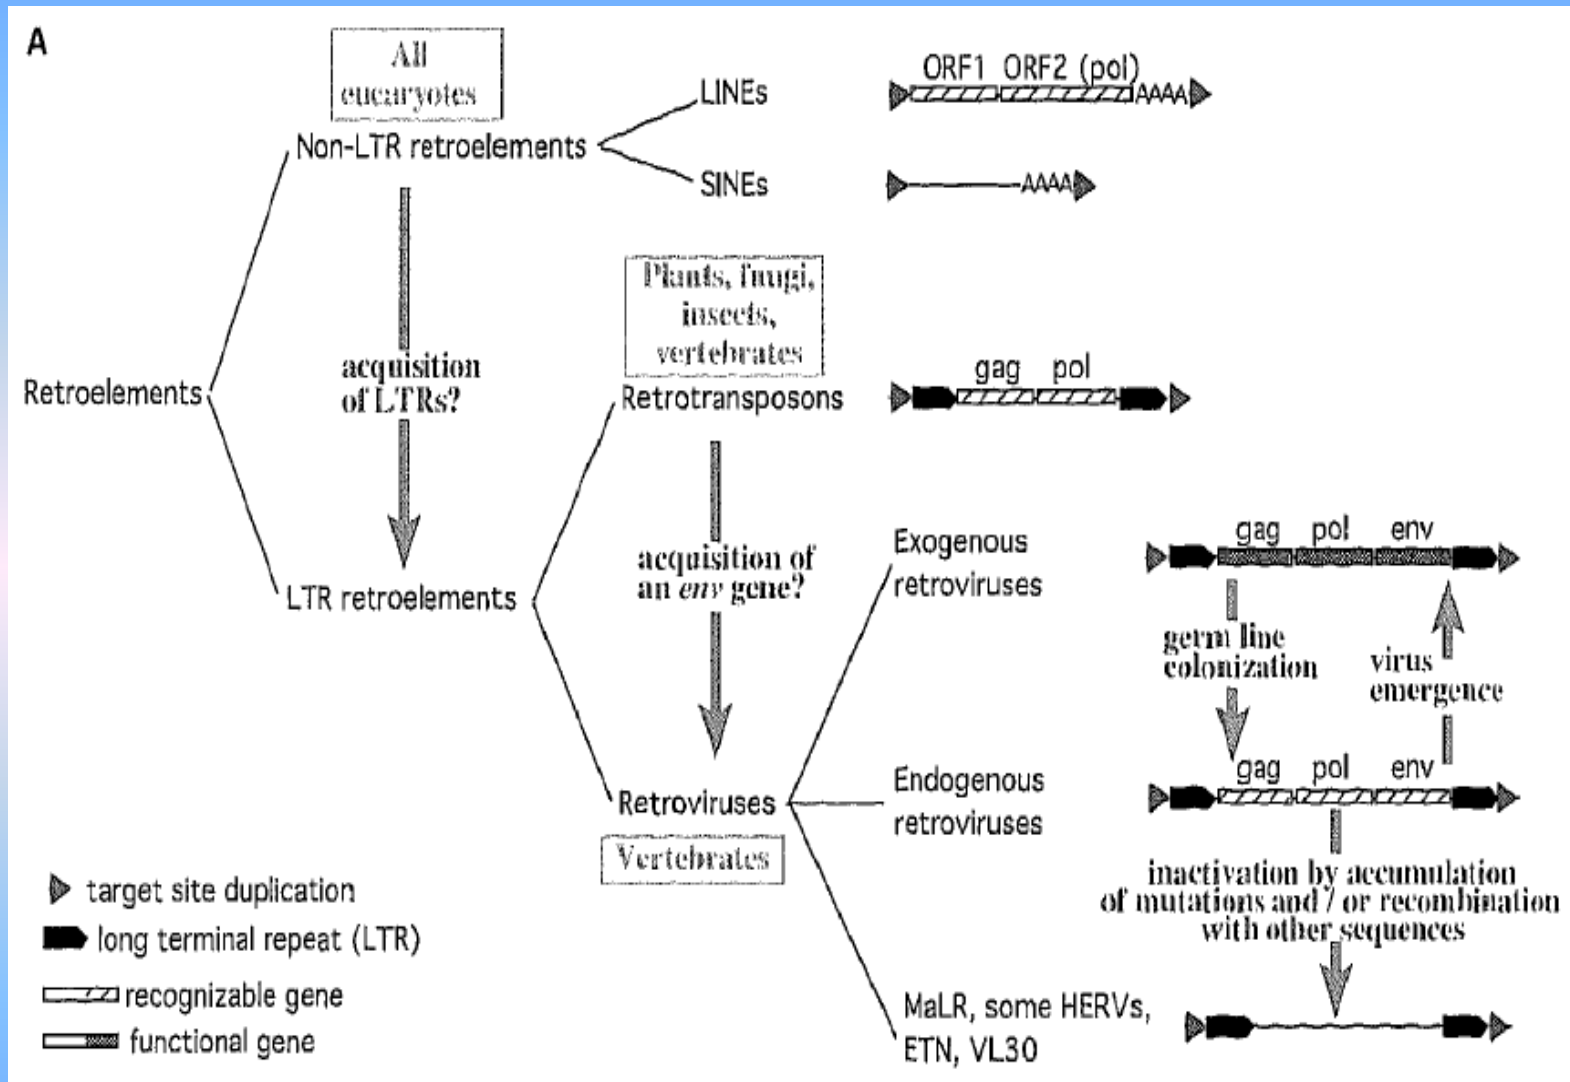 A
All
eucaryotes
Non-LTR retroelements
LINEs
ORF1 ORF2 (pol)
AAAA
SINEs
AAAA
Retroelements
acquisition
of LTRs?
Plants, fungi,
insects,
vertebrates
Retrotransposons
gag pol
LTR retroelements
acquisition of
an env gene?
Exogenous
retroviruses
gag pol env
germ line
colonization
virus
emergence
Retroviruses
Vertebrates
Endogenous
retroviruses
gag pol env
inactivation by accumulation
of mutations and / or recombination
with other sequences
MaLR, some HERVs,
ETN, VL30
target site duplication
long terminal repeat (LTR)
recognizable gene
functional gene